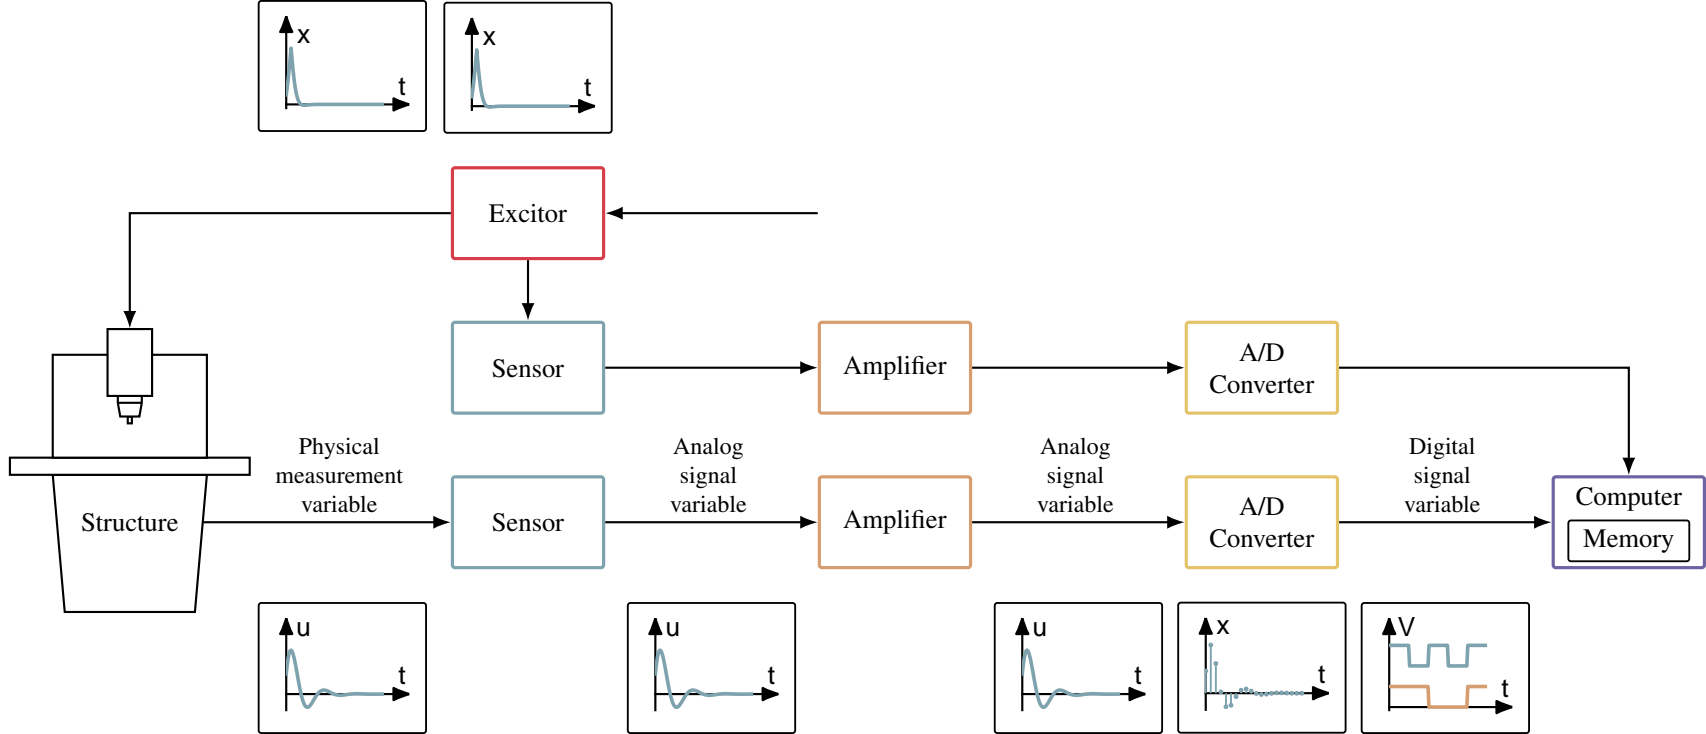 x
t
x
t
Excitor
Sensor
Amplifier
A/D
Converter
Physical
measurement
variable
Analog
signal
variable
Analog
signal
variable
Digital
signal
variable
Structure
Sensor
Amplifier
A/D
Converter
Computer
Memory
u
t
u
t
u
t
x
t
V
t